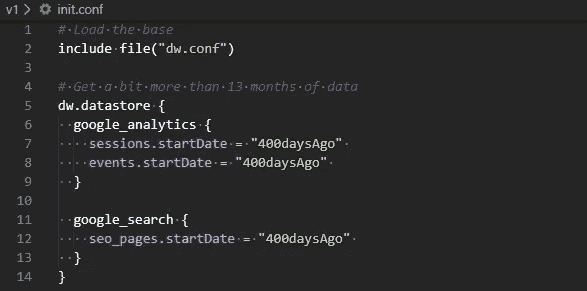 v1 > init.conf
1 # Load the base
2 include file("dw.conf")
3
4 # Get a bit more than 13 months of data
5 dw.datastore {
6   google_analytics {
7     sessions.startDate = "400daysAgo"
8     events.startDate = "400daysAgo"
9   }
10
11   google_search {
12     seo_pages.startDate = "400daysAgo"
13   }
14 }